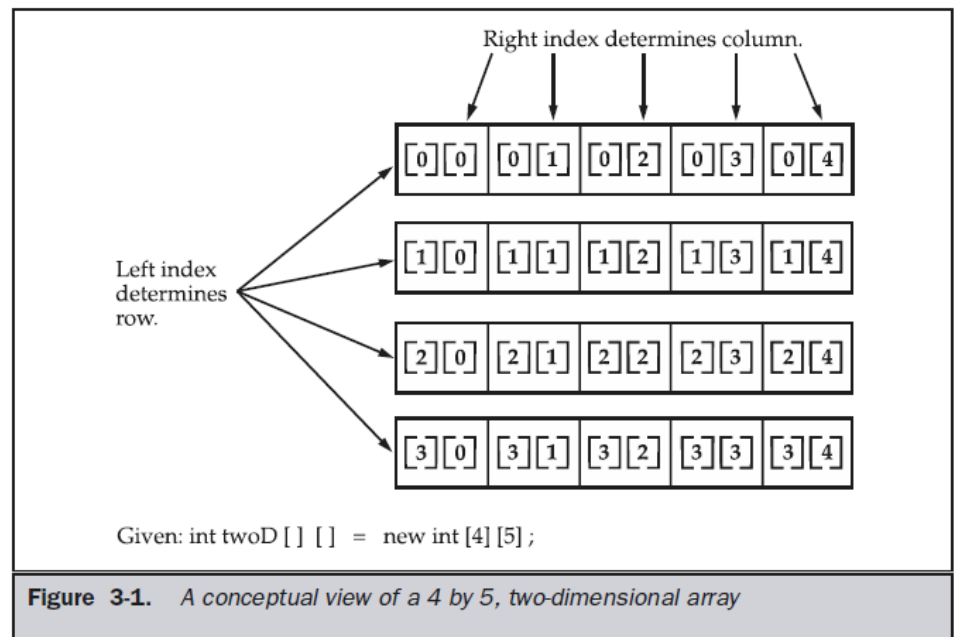 Right index determines column.
[0][0] [0][1] [0][2] [0][3] [0][4]
[1][0] [1][1] [1][2] [1][3] [1][4]
Left index
determines
row.
[2][0] [2][1] [2][2] [2][3] [2][4]
[3][0] [3][1] [3][2] [3][3] [3][4]
Given: int twoD [ ] [ ] = new int [4] [5] ;
Figure 3-1. A conceptual view of a 4 by 5, two-dimensional array